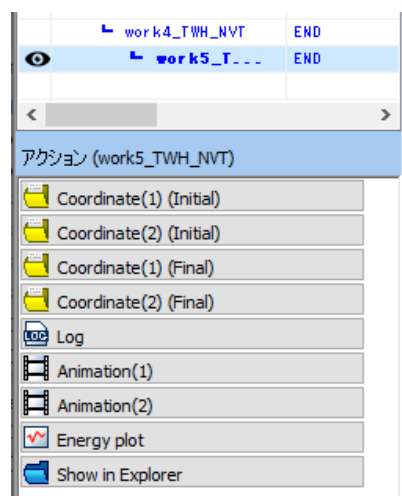 work4_TWH_NVT END
work5_T... END
アクション (work5_TWH_NVT)
Coordinate(1) (Initial)
Coordinate(2) (Initial)
Coordinate(1) (Final)
Coordinate(2) (Final)
LOG Log
Animation(1)
Animation(2)
Energy plot
Show in Explorer